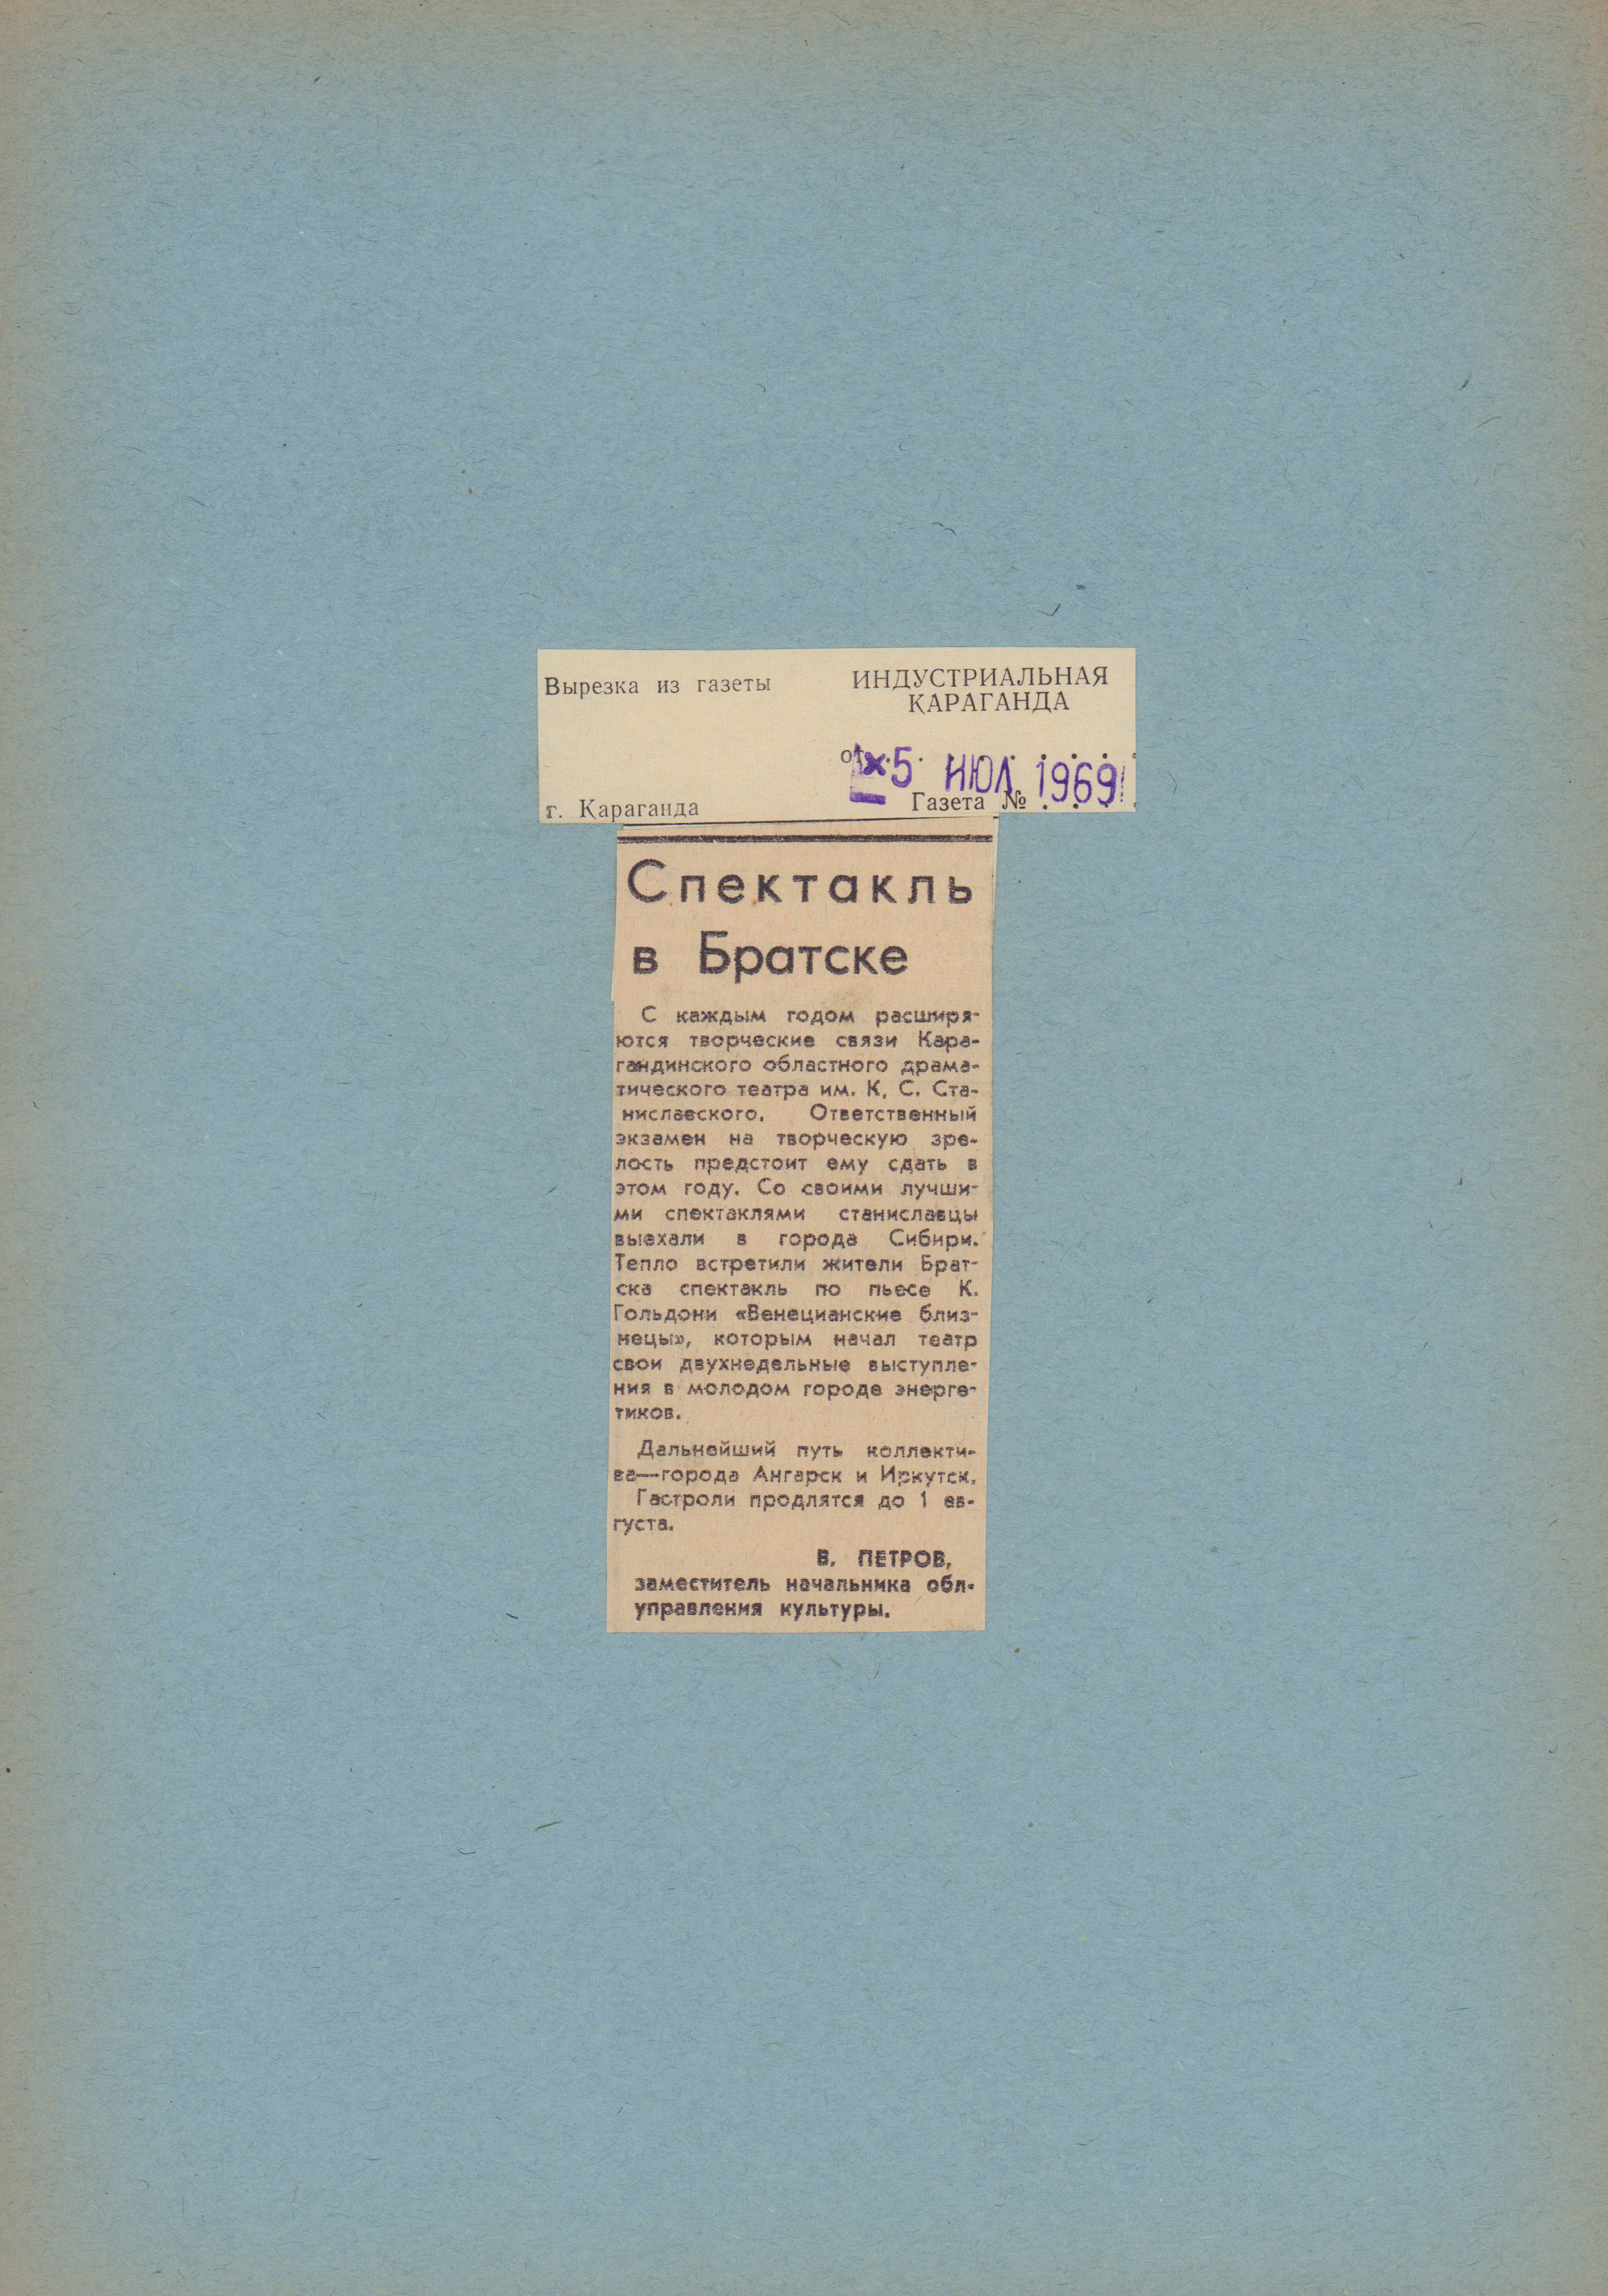 Вырезка из газеты
ИНДУСТРИАЛЬНАЯ
КАРАГАНДА
от 5 ИЮЛ 1969
г. Караганда
Газета №
Спектакль
в Братске
С каждым годом расширя-
ются творческие связи Кара-
гандинского областного драма-
тического театра им. К. С. Ста-
ниславского. Ответственный
экзамен на творческую зре-
лость предстоит ему сдать в
этом году. Со своими лучши-
ми спектаклями станиславцы
выехали в города Сибири.
Тепло встретили жители Брат-
ска спектакль по пьесе К.
Гольдони «Венецианские близ-
нецы», которым начал театр
свои двухнедельные выступле-
ния в молодом городе энерге-
тиков.
Дальнейший путь коллекти-
ва—города Ангарск и Иркутск.
Гастроли продлятся до 1 ав-
густа.
В. ПЕТРОВ,
заместитель начальника обл-
управления культуры.